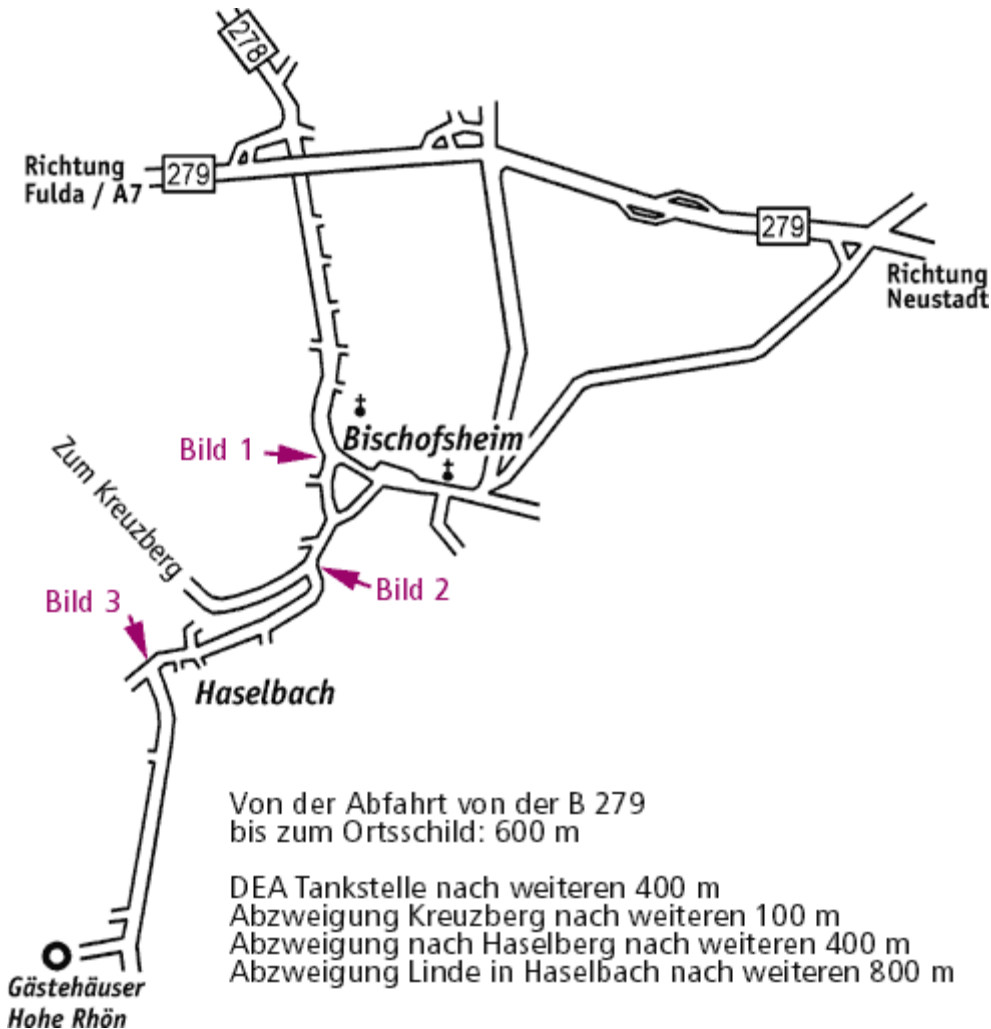 278
Richtung
Fulda / A7
279
279
Richtung
Neustadt
Bischofsheim
Bild 1
Zum Kreuzberg
Bild 2
Bild 3
Haselbach
Von der Abfahrt von der B 279
bis zum Ortsschild: 600 m
DEA Tankstelle nach weiteren 400 m
Abzweigung Kreuzberg nach weiteren 100 m
Abzweigung nach Haselberg nach weiteren 400 m
Abzweigung Linde in Haselbach nach weiteren 800 m
Gästehäuser
Hohe Rhön